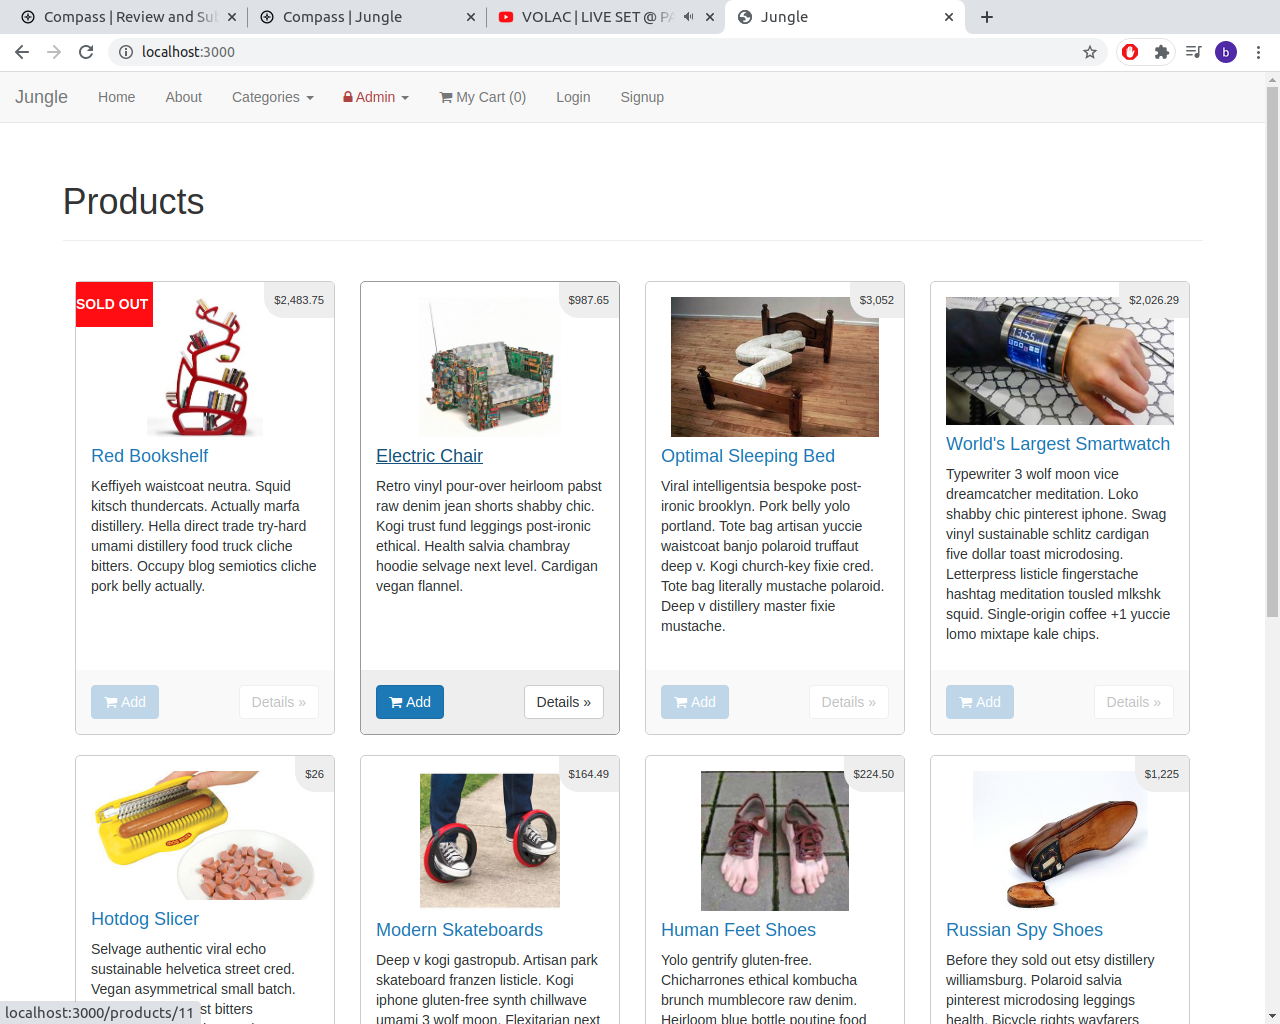 Compass | Review and Su
Compass | Jungle
VOLAC | LIVE SET @ PA
Jungle
localhost:3000
b
Jungle
Home
About
Categories
Admin
My Cart (0)
Login
Signup
Products
SOLD OUT
$2,483.75
Red Bookshelf
Keffiyeh waistcoat neutra. Squid
kitsch thundercats. Actually marfa
distillery. Hella direct trade try-hard
umami distillery food truck cliche
bitters. Occupy blog semiotics cliche
pork belly actually.
Add
Details »
$987.65
Electric Chair
Retro vinyl pour-over heirloom pabst
raw denim jean shorts shabby chic.
Kogi trust fund leggings post-ironic
ethical. Health salvia chambray
hoodie selvage next level. Cardigan
vegan flannel.
Add
Details »
$3,052
Optimal Sleeping Bed
Viral intelligentsia bespoke post-
ironic brooklyn. Pork belly yolo
portland. Tote bag artisan yuccie
waistcoat banjo polaroid truffaut
deep v. Kogi church-key fixie cred.
Tote bag literally mustache polaroid.
Deep v distillery master fixie
mustache.
Add
Details »
$2,026.29
13:55
World's Largest Smartwatch
Typewriter 3 wolf moon vice
dreamcatcher meditation. Loko
shabby chic pinterest iphone. Swag
vinyl sustainable schlitz cardigan
five dollar toast microdosing.
Letterpress listicle fingerstache
hashtag meditation tousled mlkshk
squid. Single-origin coffee +1 yuccie
lomo mixtape kale chips.
Add
Details »
$26
Hotdog Slicer
Selvage authentic viral echo
sustainable helvetica street cred.
Vegan asymmetrical small batch.
st bitters
$164.49
Modern Skateboards
Deep v kogi gastropub. Artisan park
skateboard franzen listicle. Kogi
iphone gluten-free synth chillwave
umami 3 wolf moon. Flexitarian next
$224.50
Human Feet Shoes
Yolo gentrify gluten-free.
Chicharrones ethical kombucha
brunch mumblecore raw denim.
Heirloom blue bottle poutine food
$1,225
Russian Spy Shoes
Before they sold out etsy distillery
williamsburg. Polaroid salvia
pinterest microdosing leggings
health. Bicycle rights wayfarers
localhost:3000/products/11